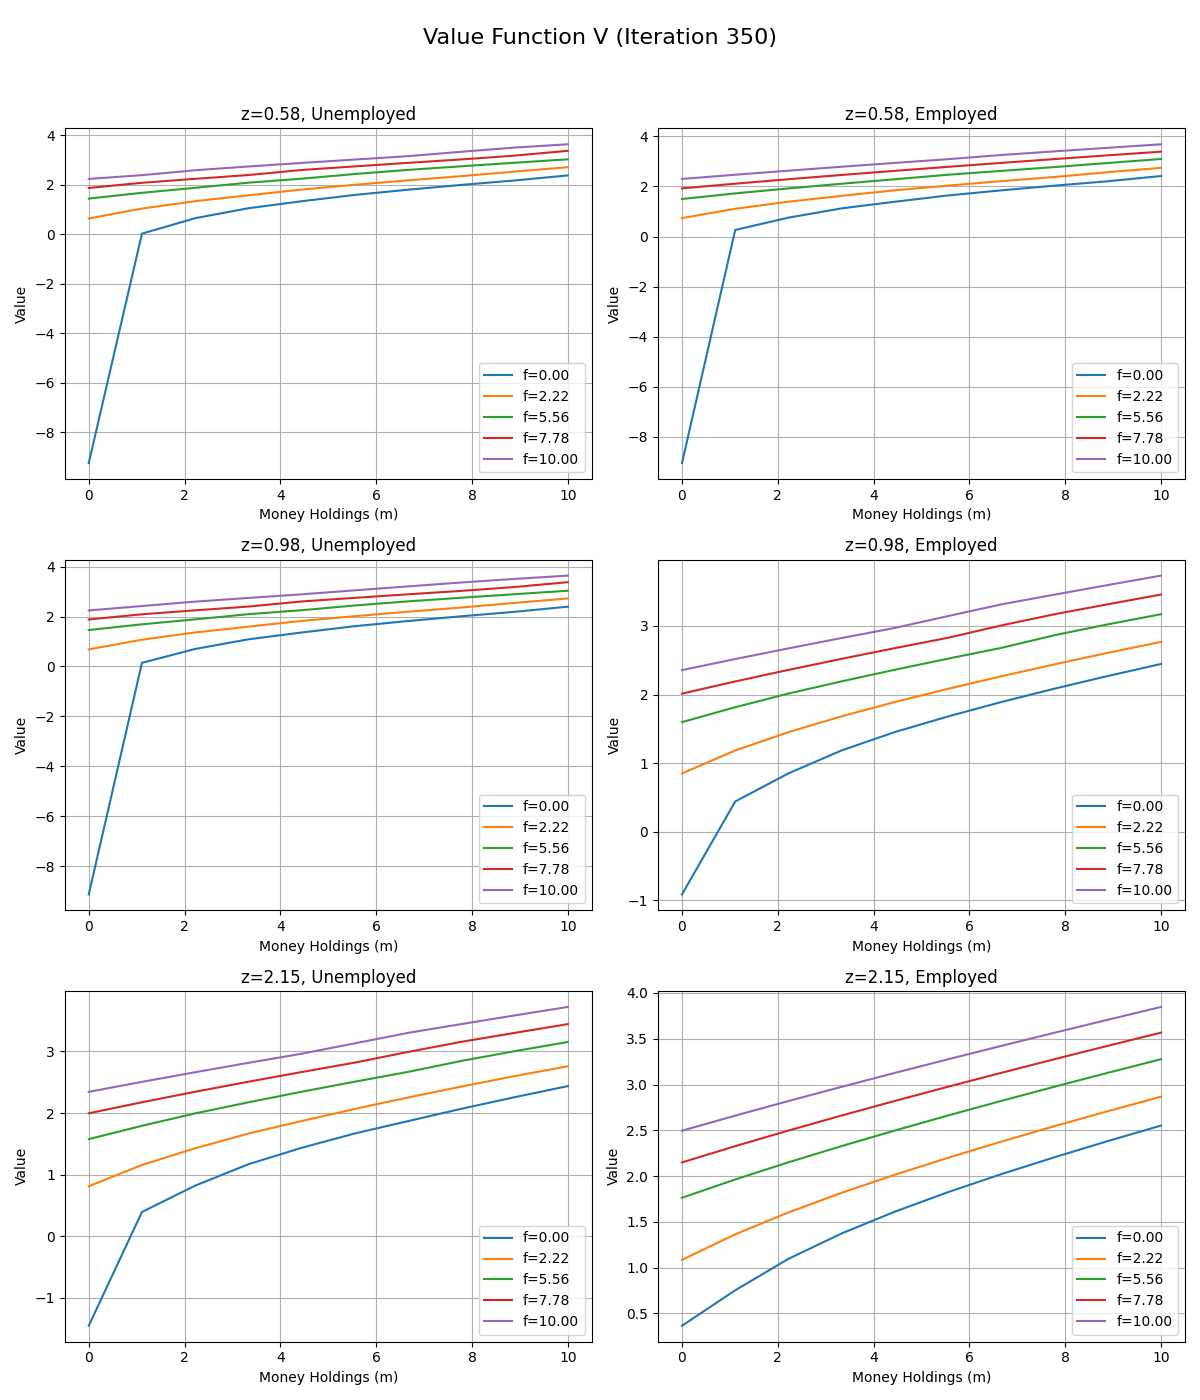 Value Function V (Iteration 350)
z=0.58, Unemployed
4
2
0
−2
−4
−6
−8
Value
f=0.00
f=2.22
f=5.56
f=7.78
f=10.00
0 2 4 6 8 10
Money Holdings (m)
z=0.58, Employed
4
2
0
−2
−4
−6
−8
Value
f=0.00
f=2.22
f=5.56
f=7.78
f=10.00
0 2 4 6 8 10
Money Holdings (m)
z=0.98, Unemployed
4
2
0
−2
−4
−6
−8
Value
f=0.00
f=2.22
f=5.56
f=7.78
f=10.00
0 2 4 6 8 10
Money Holdings (m)
z=0.98, Employed
3
2
1
0
−1
Value
f=0.00
f=2.22
f=5.56
f=7.78
f=10.00
0 2 4 6 8 10
Money Holdings (m)
z=2.15, Unemployed
3
2
1
0
−1
Value
f=0.00
f=2.22
f=5.56
f=7.78
f=10.00
0 2 4 6 8 10
Money Holdings (m)
z=2.15, Employed
4.0
3.5
3.0
2.5
2.0
1.5
1.0
0.5
Value
f=0.00
f=2.22
f=5.56
f=7.78
f=10.00
0 2 4 6 8 10
Money Holdings (m)